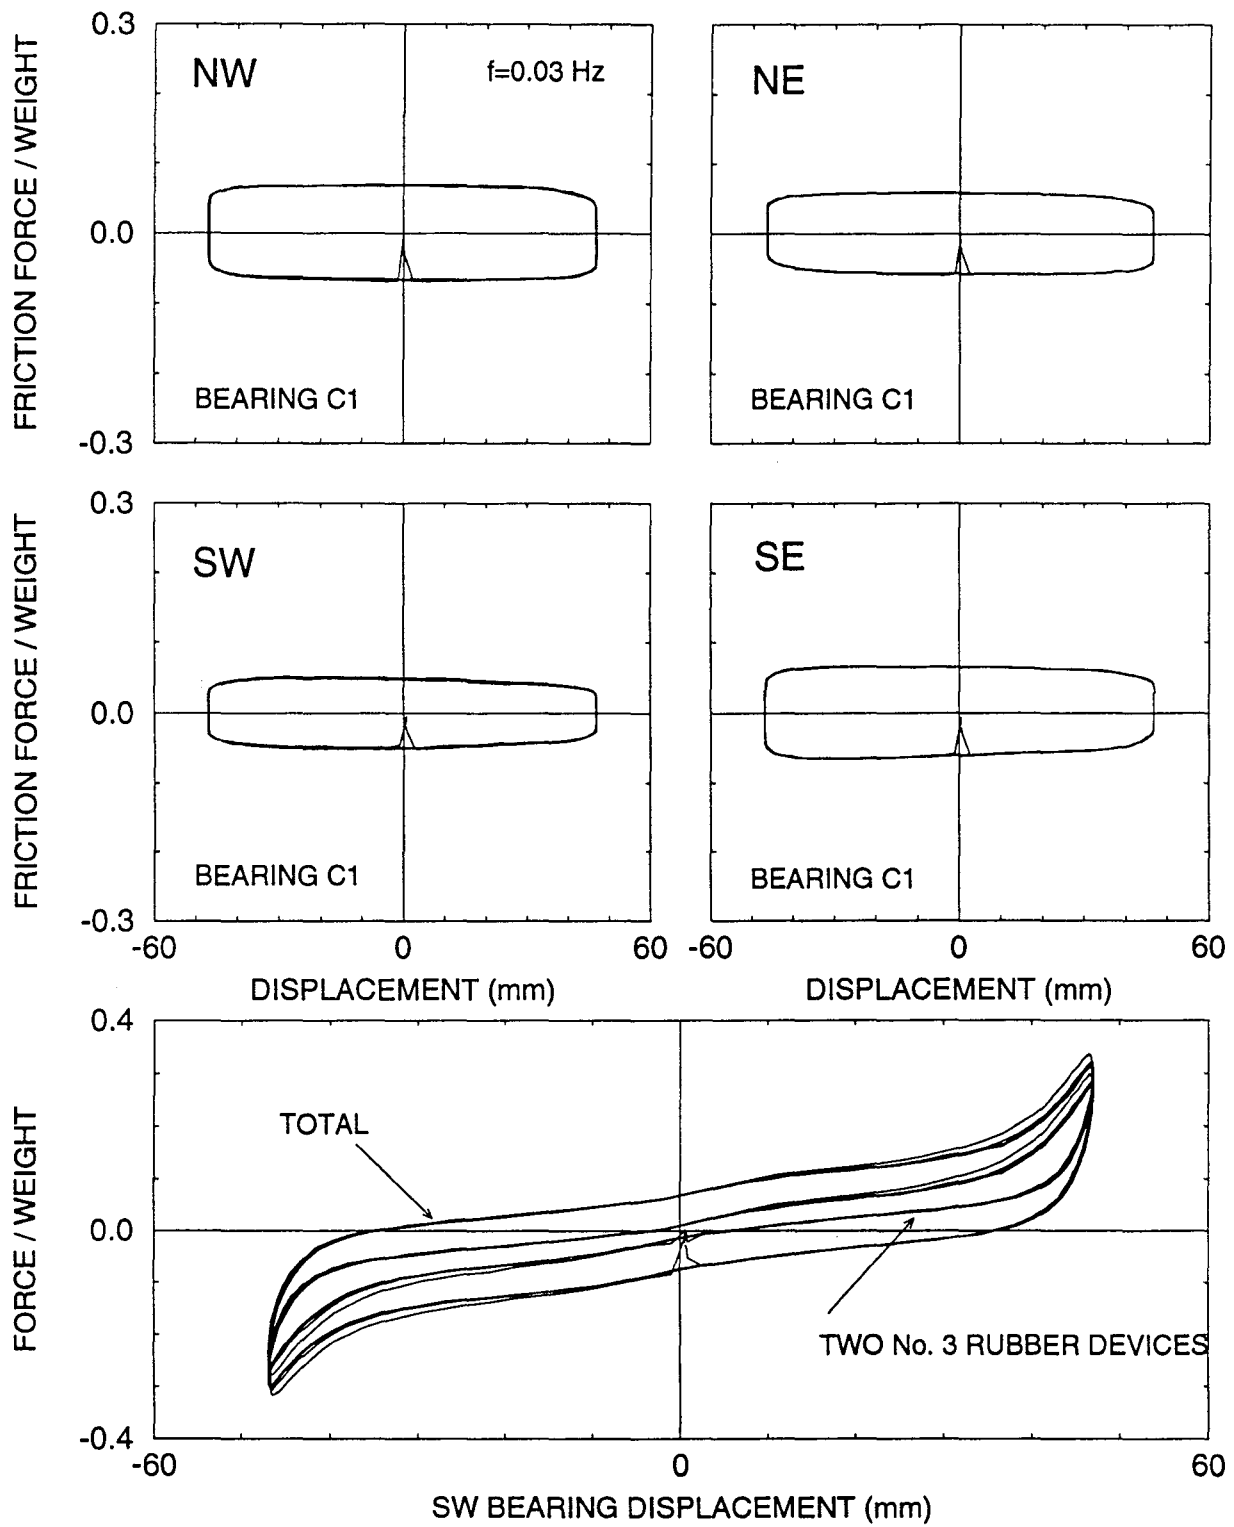 0.3
NW
f=0.03 Hz
NE
FRICTION FORCE / WEIGHT
0.0
BEARING C1
BEARING C1
-0.3
0.3
SW
SE
FRICTION FORCE / WEIGHT
0.0
BEARING C1
BEARING C1
-0.3
-60 0 60 -60 0 60
DISPLACEMENT (mm) DISPLACEMENT (mm)
0.4
TOTAL
FORCE / WEIGHT
0.0
TWO No. 3 RUBBER DEVICES
-0.4
-60 0 60
SW BEARING DISPLACEMENT (mm)